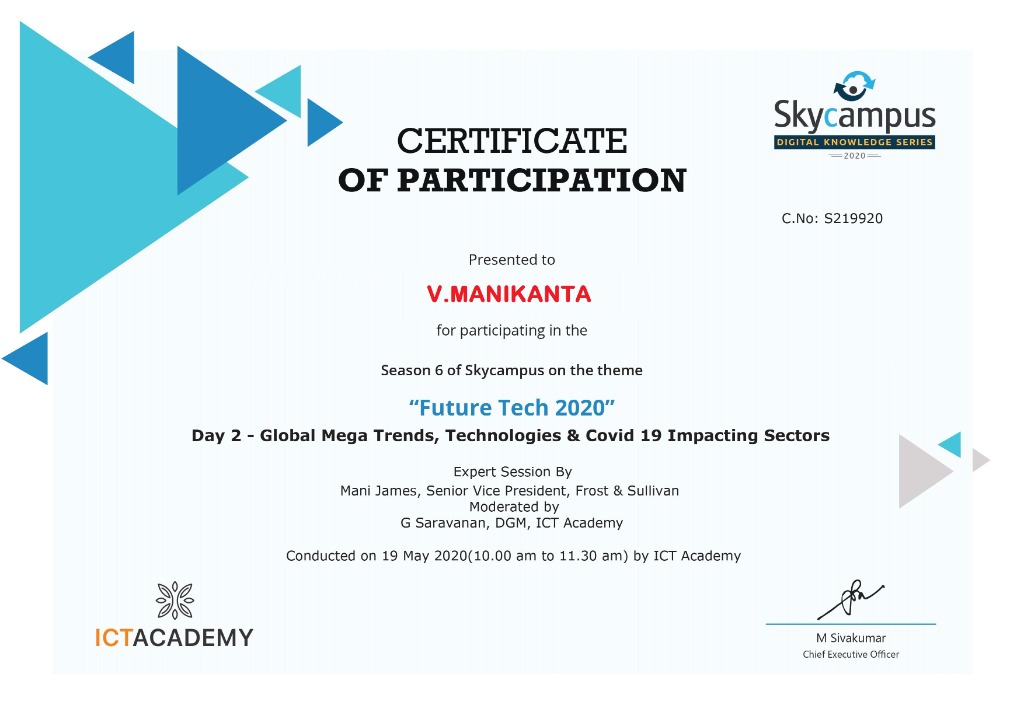 CERTIFICATE
OF PARTICIPATION
Skycampus
DIGITAL KNOWLEDGE SERIES
2020
C.No: S219920
Presented to
V.MANIKANTA
for participating in the
Season 6 of Skycampus on the theme
“Future Tech 2020”
Day 2 - Global Mega Trends, Technologies & Covid 19 Impacting Sectors
Expert Session By
Mani James, Senior Vice President, Frost & Sullivan
Moderated by
G Saravanan, DGM, ICT Academy
Conducted on 19 May 2020(10.00 am to 11.30 am) by ICT Academy
ICTACADEMY
M Sivakumar
Chief Executive Officer